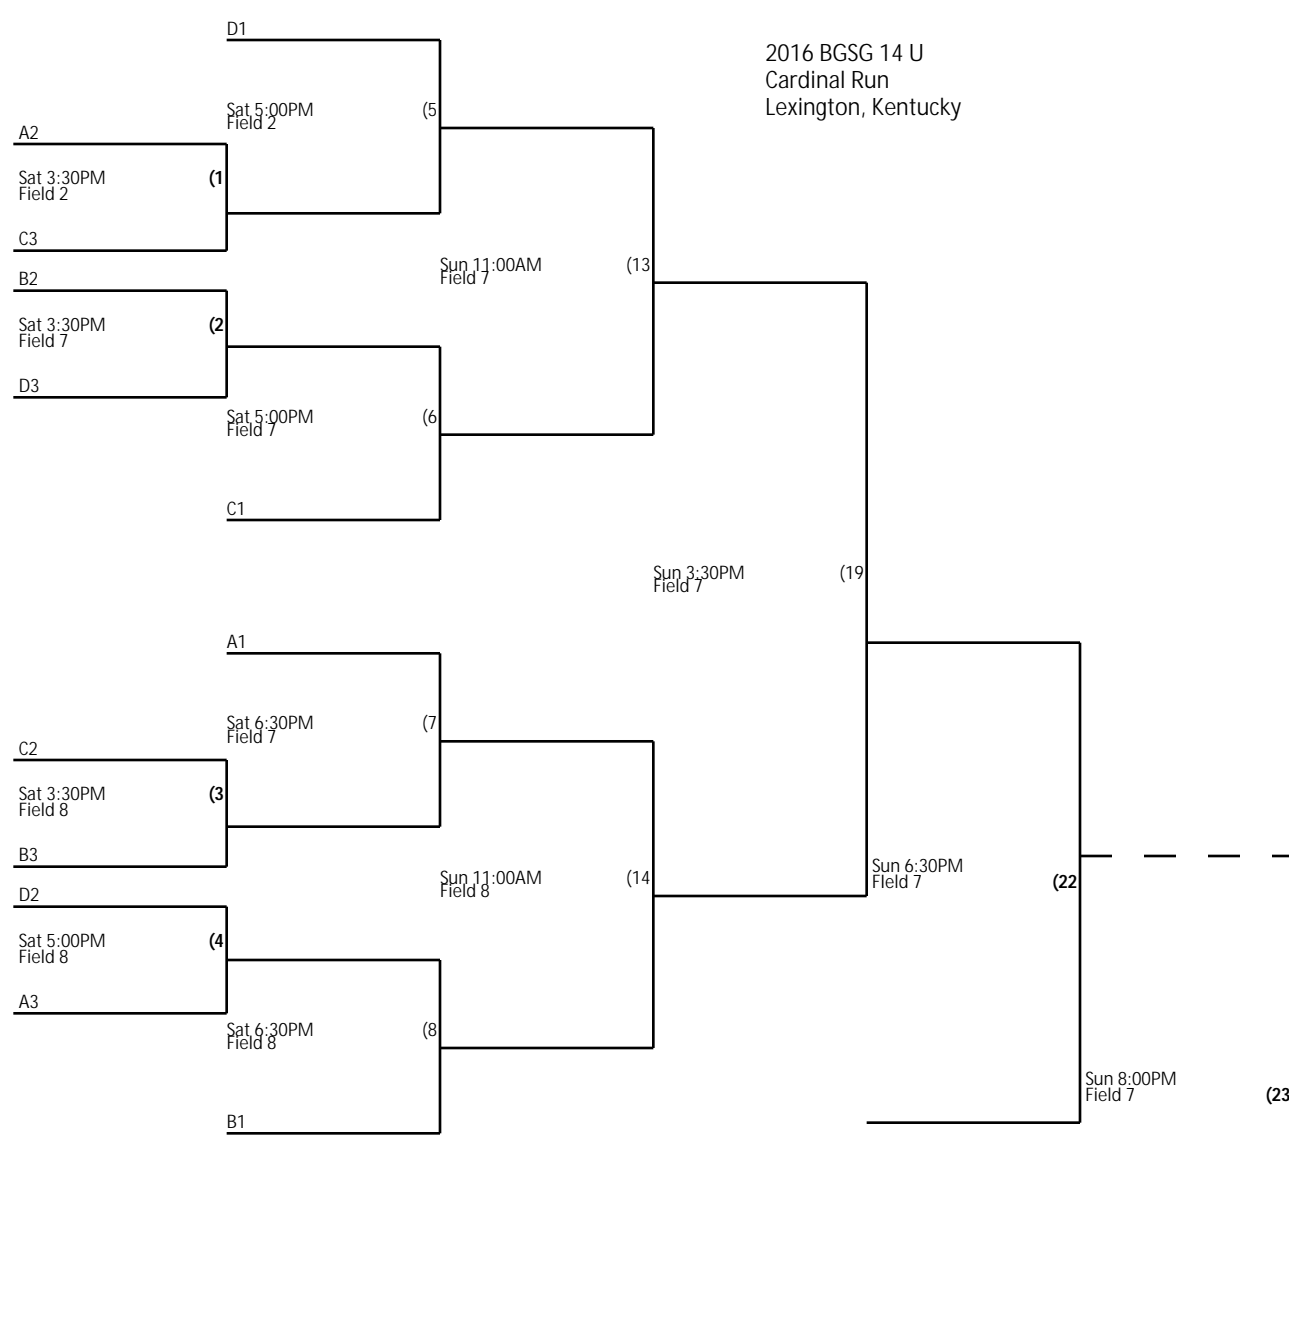 D1
2016 BGSG 14 U
Cardinal Run
Lexington, Kentucky
Sat 5:00PM (5
Field 2
A2
Sat 3:30PM (1
Field 2
C3
Sun 11:00AM (13
Field 7
B2
Sat 3:30PM (2
Field 7
D3
Sat 5:00PM (6
Field 7
C1
Sun 3:30PM (19
Field 7
A1
Sat 6:30PM (7
Field 7
C2
Sat 3:30PM (3
Field 8
B3
Sun 6:30PM
FIeld 7 (22
Sun 11:00AM (14
Field 8
D2
Sat 5:00PM (4
Field 8
A3
Sat 6:30PM (8
Field 8
Sun 8:00PM
Field 7 (23
B1